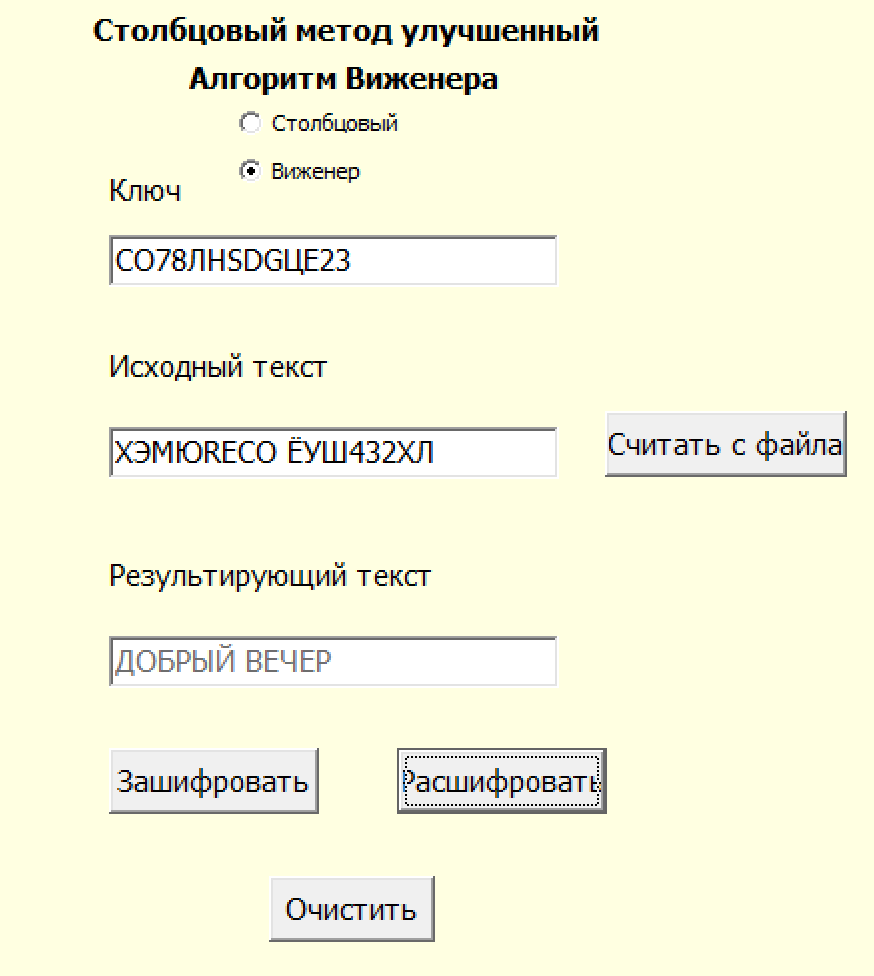 Столбцовый метод улучшенный
Алгоритм Виженера
Столбцовый
Виженер
Ключ
СО78ЛНSDGЦЕ23
Исходный текст
ХЭМЮRECO ЁУШ432ХЛ
Считать с файла
Результирующий текст
ДОБРЫЙ ВЕЧЕР
Зашифровать
Расшифровать
Очистить